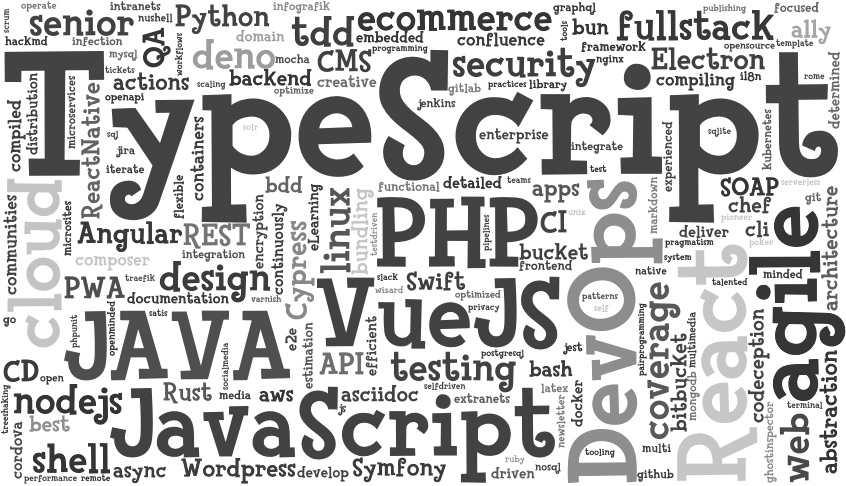 scrum
operate
intranets
nushell
Python
infografik
ecommerce
graphql
tools
bun
fullstack
publishing
focused
senior
tdd
hacKmd
infection
QA
workflows
domain
embedded
programming
confluence
framework
opensource
template
ally
mysql
deno
mocha
CMS
security
nginx
Electron
tickets
actions
scaling
backend
creative
optimize
gitlab
practices
library
compiling
i18n
rome
determined
compiled
distribution
microservices
openapi
jenkins
TypeScript
sql
solr
enterprise
integrate
sqlite
kubernetes
jira
iterate
ReactNative
containers
flexible
test
experienced
communities
cloud
microsites
bdd
eLearning
functional
detailed
teams
apps
markdown
SOAP
serverjess
chef
git
linux
bundling
testdriven
PHP
pipelines
CI
unix
pioneer
Angular
REST
encryption
continuously
deliver
cli
pragmatism
poker
composer
integration
bucket
frontend
system
traefik
Cypress
slack
native
minded
talented
PWA
design
documentation
varnish
wizard
Swift
optimized
privacy
patterns
self
DevOps
React
agile
architecture
go
phpunit
openminded
satis
JAVA
e2e
estimation
VueJS
efficient
pairprogramming
coverage
multimedia
codeception
CD
open
socialmedia
API
testing
postgresql
jest
bitbucket
mongodb
abstraction
treeshaking
nodejs
Rust
media
aws
js
asciidoc
selfdriven
extranets
bash
latex
docker
terminal
best
JavaScript
newsletter
web
ghostinspector
cordova
shell
ruby
tooling
multi
performance
remote
async
Wordpress
develop
Symfony
driven
nosql
github